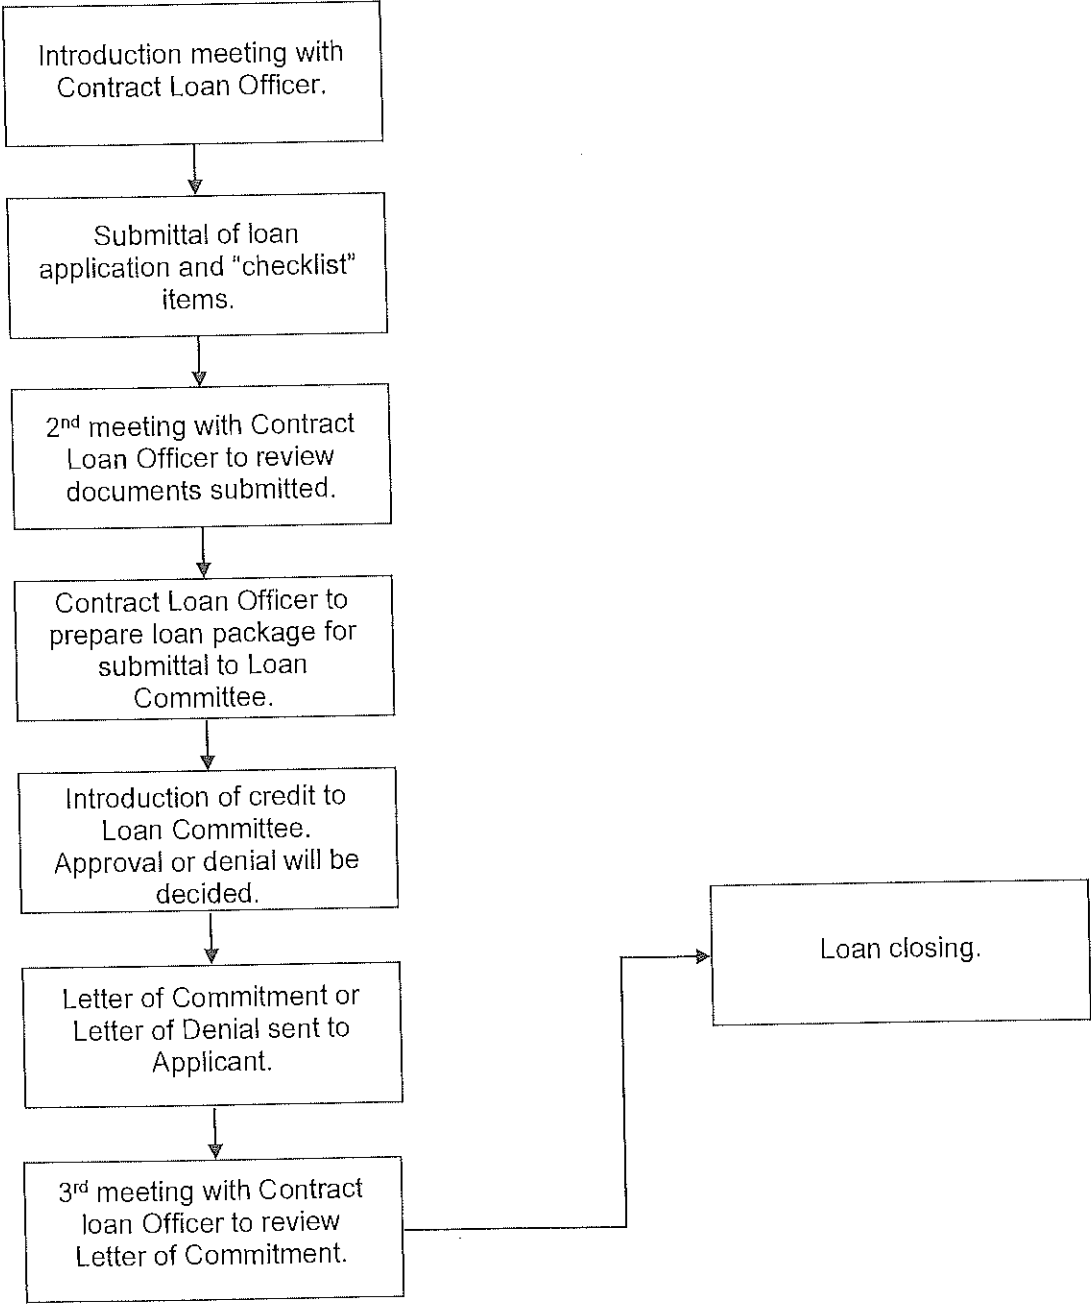 Introduction meeting with
Contract Loan Officer.
Submittal of loan
application and "checklist"
items.
2nd meeting with Contract
Loan Officer to review
documents submitted.
Contract Loan Officer to
prepare loan package for
submittal to Loan
Committee.
Introduction of credit to
Loan Committee.
Approval or denial will be
decided.
Letter of Commitment or
Letter of Denial sent to
Applicant.
3rd meeting with Contract
loan Officer to review
Letter of Commitment.
Loan closing.